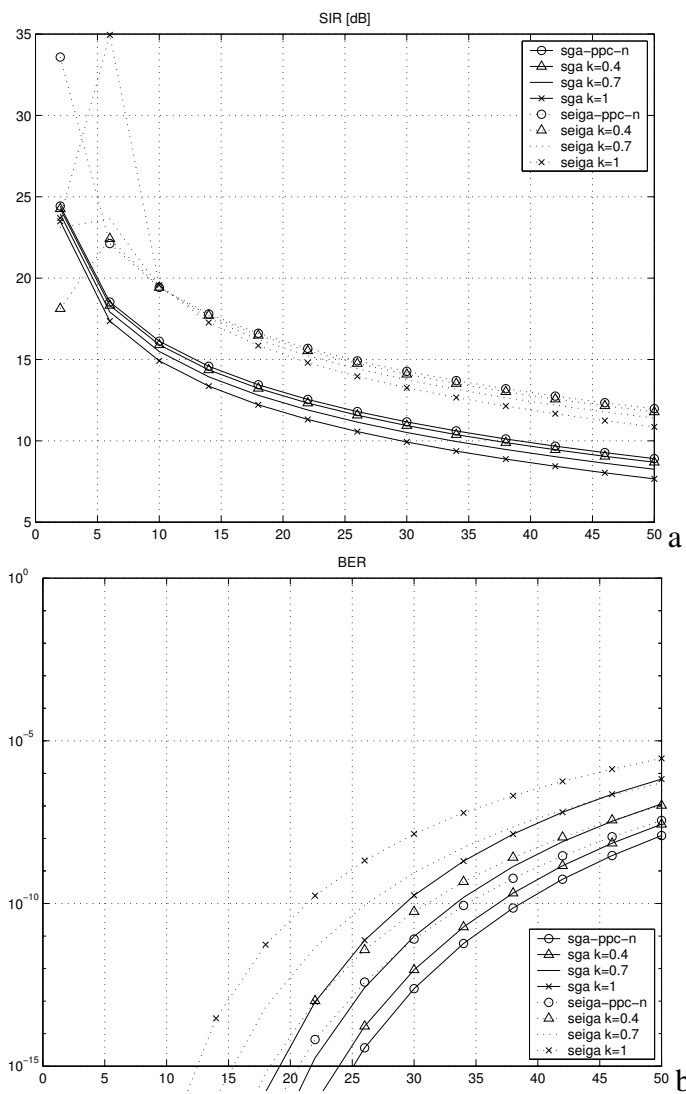 SIR [dB]
35
30
25
20
15
10
5
0 5 10 15 20 25 30 35 40 45 50
sga-ppc-n
sga k=0.4
sga k=0.7
sga k=1
seiga-ppc-n
seiga k=0.4
seiga k=0.7
seiga k=1
a
BER
10^0
10^-5
10^-10
10^-15
0 5 10 15 20 25 30 35 40 45 50
sga-ppc-n
sga k=0.4
sga k=0.7
sga k=1
seiga-ppc-n
seiga k=0.4
seiga k=0.7
seiga k=1
b